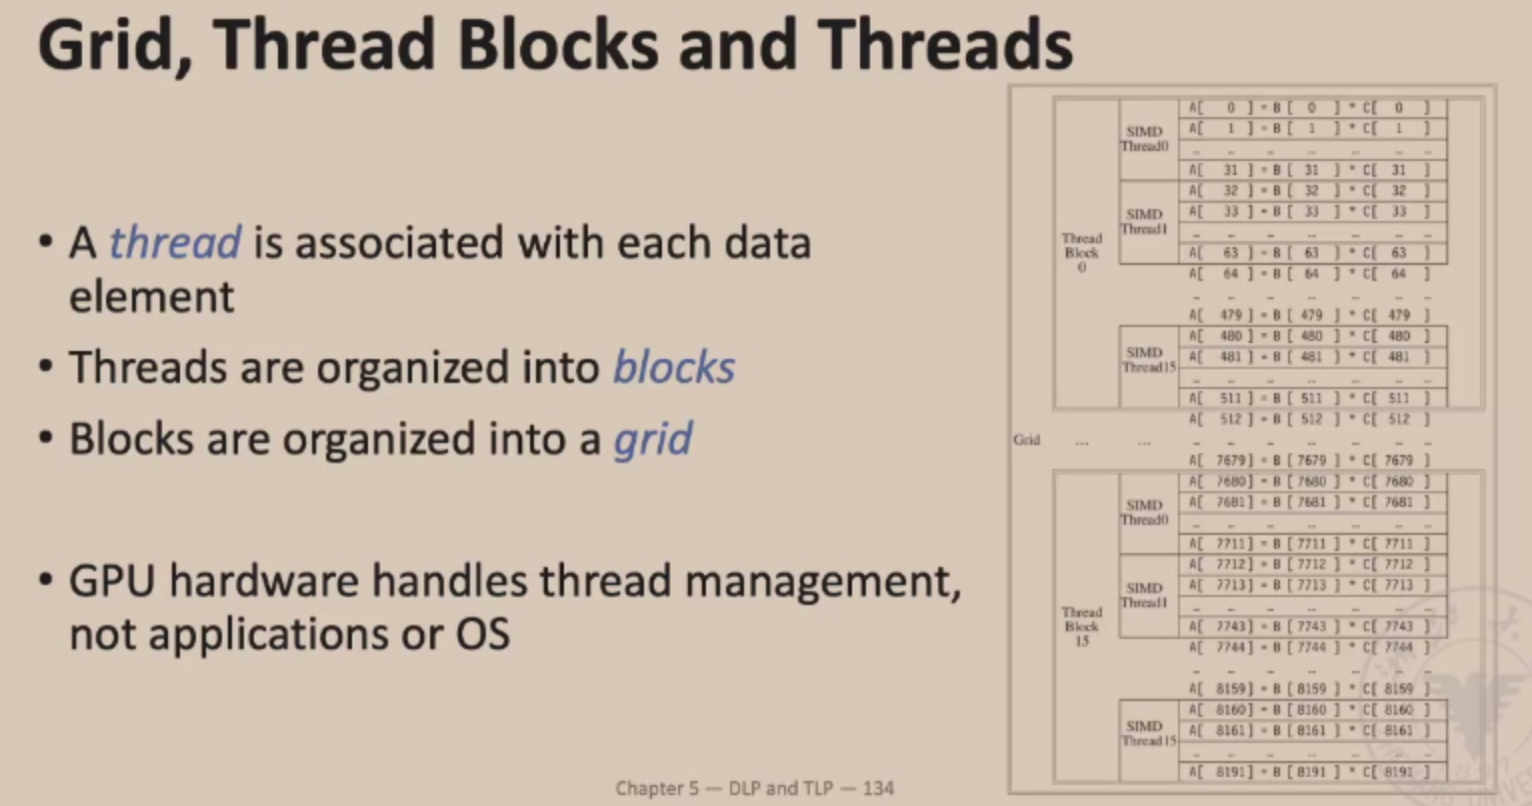 Grid, Thread Blocks and Threads
• A thread is associated with each data
element
• Threads are organized into blocks
• Blocks are organized into a grid
• GPU hardware handles thread management,
not applications or OS
Grid
...
...
Thread
Block
0
SIMD
Thread0
A[ 0 ] = B [ 0 ] * C[ 0 ]
A[ 1 ] = B [ 1 ] * C[ 1 ]
... ... ... ... ... ...
A[ 31 ] = B [ 31 ] * C[ 31 ]
SIMD
Thread1
A[ 32 ] = B [ 32 ] * C[ 32 ]
A[ 33 ] = B [ 33 ] * C[ 33 ]
... ... ... ... ... ...
A[ 63 ] = B [ 63 ] * C[ 63 ]
A[ 64 ] = B [ 64 ] * C[ 64 ]
... ... ... ... ... ...
A[ 479 ] = B [ 479 ] * C[ 479 ]
SIMD
Thread15
A[ 480 ] = B [ 480 ] * C[ 480 ]
A[ 481 ] = B [ 481 ] * C[ 481 ]
... ... ... ... ... ...
A[ 511 ] = B [ 511 ] * C[ 511 ]
A[ 512 ] = B [ 512 ] * C[ 512 ]
... ... ... ... ... ...
A[ 7679] = B [ 7679 ] * C[ 7679 ]
Thread
Block
15
SIMD
Thread0
A[ 7680] = B [ 7680 ] * C[ 7680 ]
A[ 7681] = B [ 7681 ] * C[ 7681 ]
... ... ... ... ... ...
A[ 7711] = B [ 7711 ] * C[ 7711 ]
SIMD
Thread1
A[ 7712] = B [ 7712 ] * C[ 7712 ]
A[ 7713] = B [ 7713 ] * C[ 7713 ]
... ... ... ... ... ...
A[ 7743] = B [ 7743 ] * C[ 7743 ]
A[ 7744] = B [ 7744 ] * C[ 7744 ]
... ... ... ... ... ...
A[ 8159] = B [ 8159 ] * C[ 8159 ]
SIMD
Thread15
A[ 8160] = B [ 8160 ] * C[ 8160 ]
A[ 8161] = B [ 8161 ] * C[ 8161 ]
... ... ... ... ... ...
A[ 8191] = B [ 8191 ] * C[ 8191 ]
Chapter 5 — DLP and TLP — 134